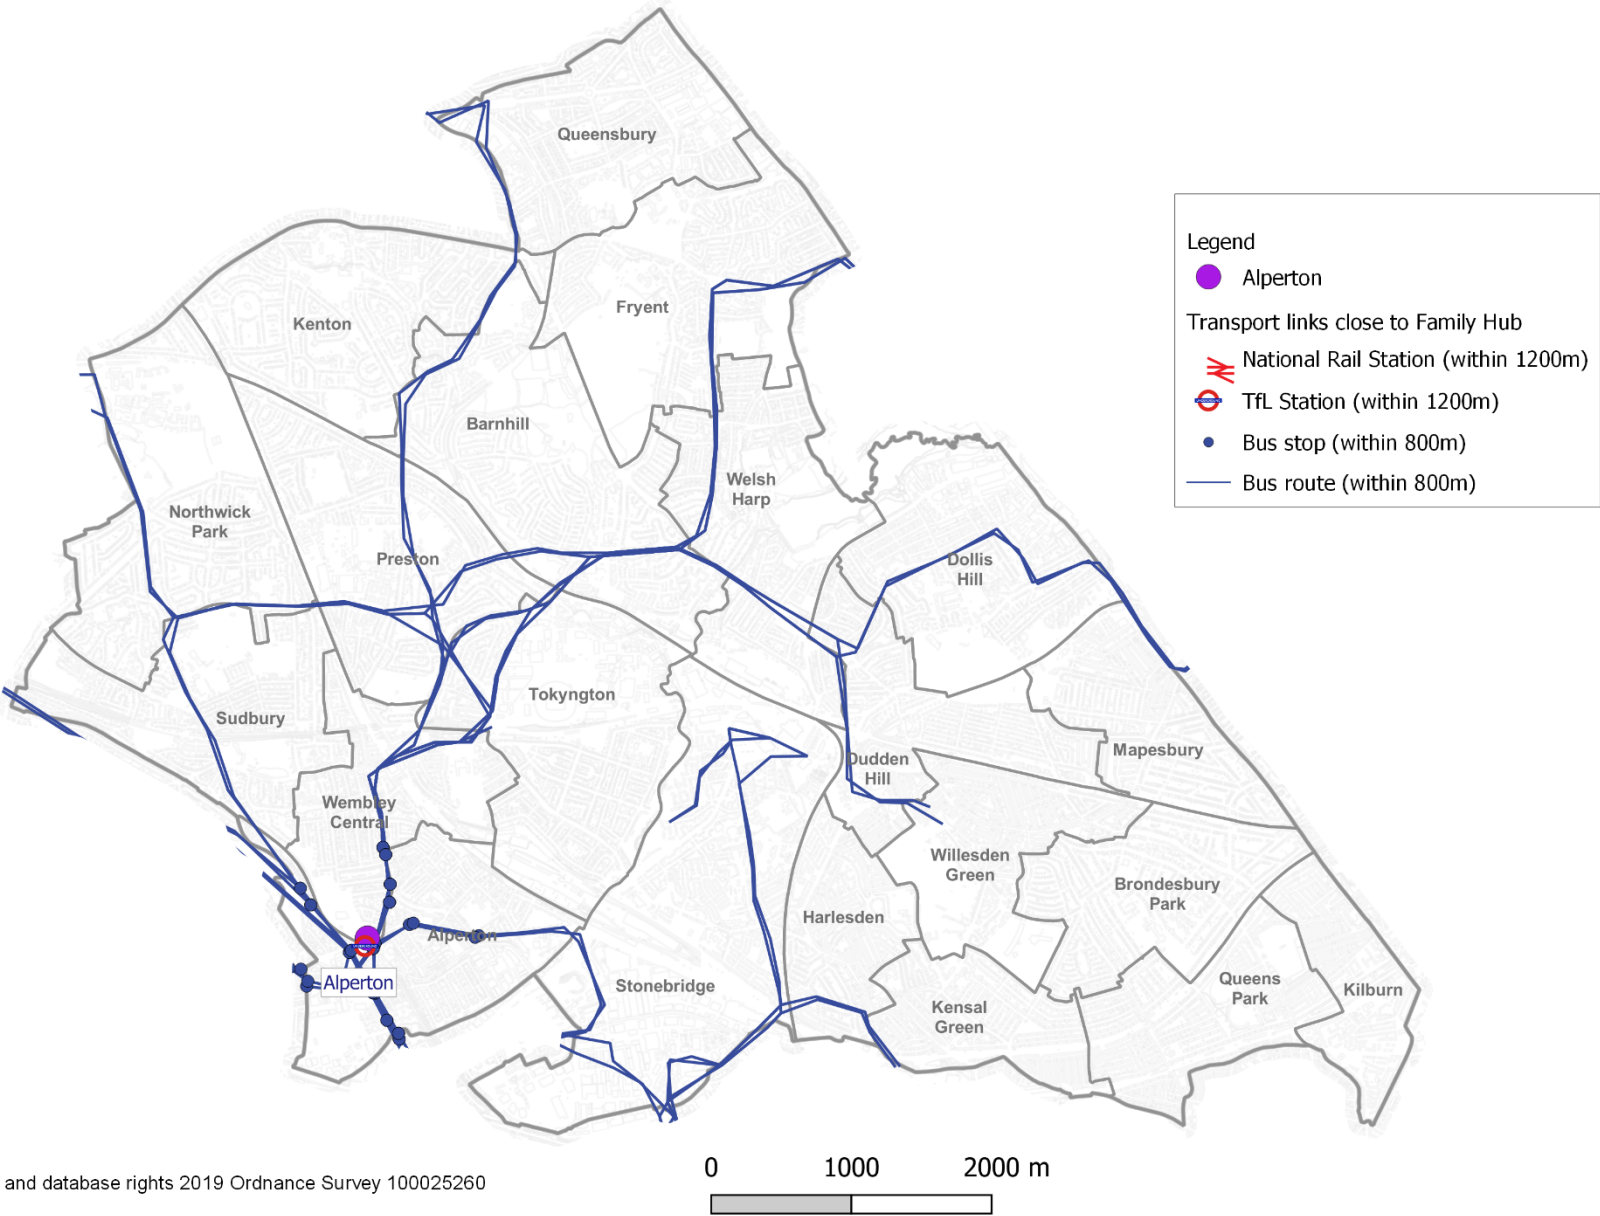 Queensbury
Legend
Alperton
Transport links close to Family Hub
National Rail Station (within 1200m)
TfL Station (within 1200m)
Bus stop (within 800m)
Bus route (within 800m)
Fryent
Kenton
Barnhill
Welsh
Harp
Northwick
Park
Preston
Dollis
Hill
Tokyngton
Sudbury
Mapesbury
Dudden
Hill
Wembley
Central
Willesden
Green
Brondesbury
Park
Harlesden
Alperton
Alperton
Stonebridge
Queens
Park
Kilburn
Kensal
Green
0 1000 2000 m
and database rights 2019 Ordnance Survey 100025260